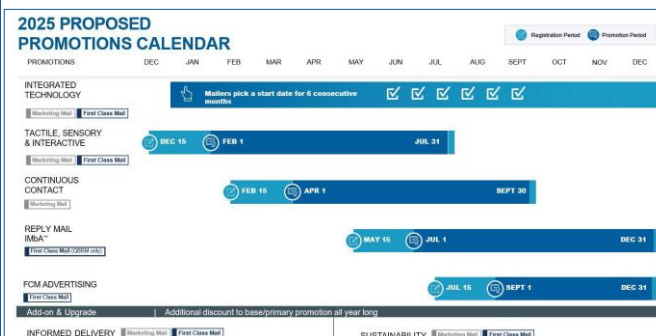 2025 PROPOSED
PROMOTIONS CALENDAR
Registration Period Promotion Period
PROMOTIONS DEC JAN FEB MAR APR MAY JUN JUL AUG SEPT OCT NOV DEC
INTEGRATED
TECHNOLOGY
Mailers pick a start date for 6 consecutive
months
Marketing Mail First Class Mail
TACTILE, SENSORY
& INTERACTIVE
DEC 15 FEB 1 JUL 31
Marketing Mail First Class Mail
CONTINUOUS
CONTACT
FEB 15 APR 1 SEPT 30
Marketing Mail
REPLY MAIL
IMbA™
MAY 15 JUL 1 DEC 31
First Class Mail (QBRM only)
FCM ADVERTISING
JUL 15 SEPT 1 DEC 31
First Class Mail
Add-on & Upgrade | Additional discount to base/primary promotion all year long
INFORMED DELIVERY Marketing Mail First Class Mail SUSTAINABILITY Marketing Mail First Class Mail